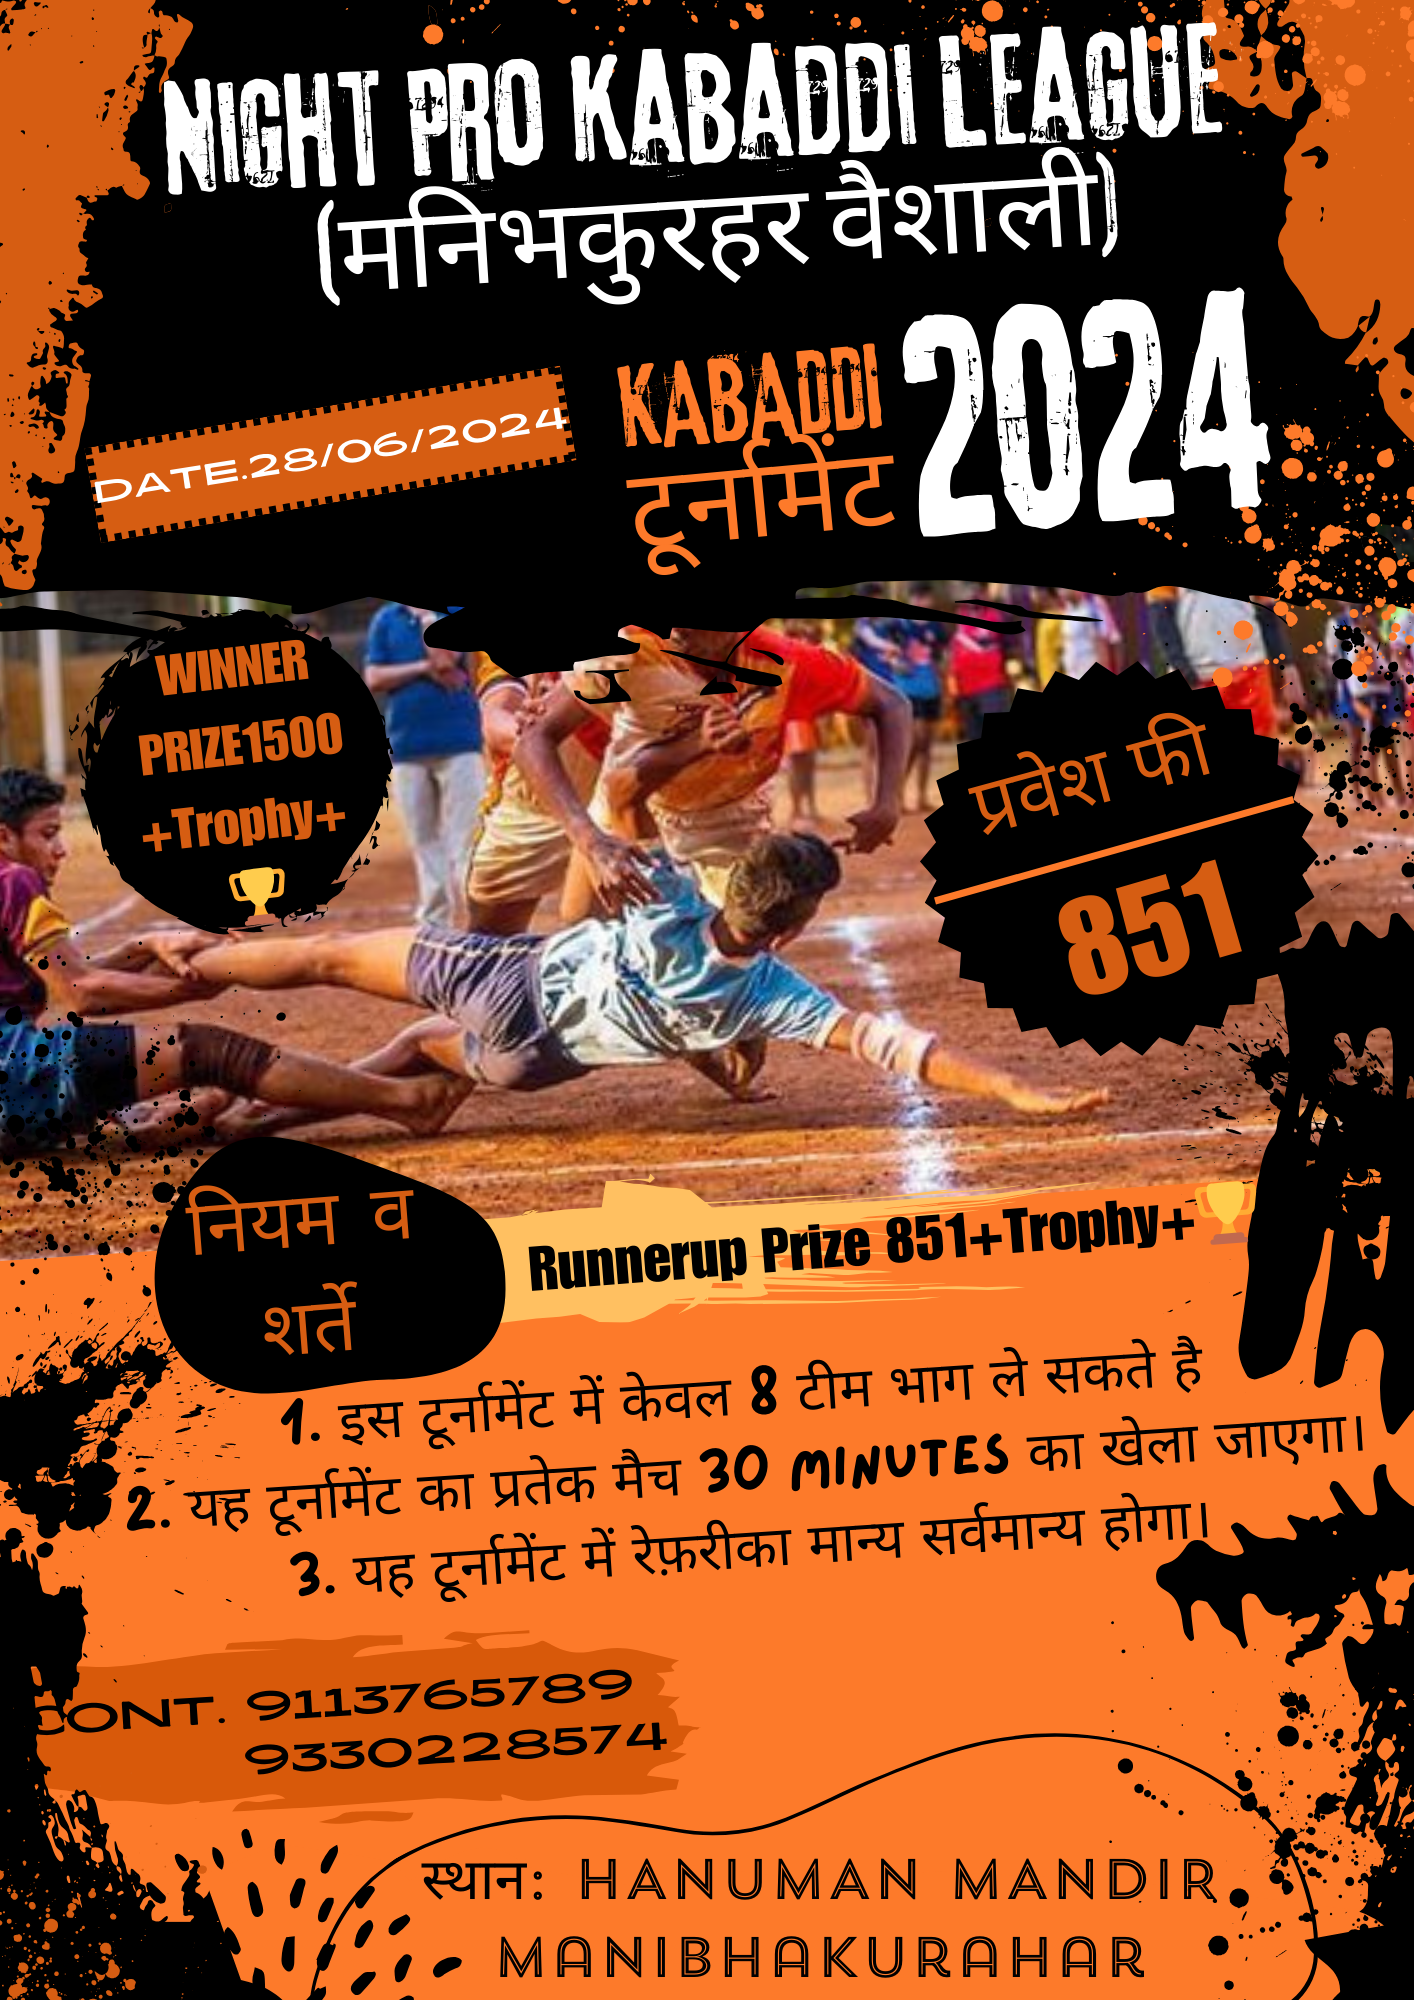 NIGHT PRO KABADDI LEAGUE
(मनिभकुरहर वैशाली)
KABADDI
टूर्नामेंट
2024
DATE.28/06/2024
WINNER
PRIZE1500
+Trophy+
प्रवेश फी
851
नियम व
शर्ते
Runnerup Prize 851+Trophy+
1. इस टूर्नामेंट में केवल 8 टीम भाग ले सकते है
2. यह टूर्नामेंट का प्रतेक मैच 30 MINUTES का खेला जाएगा।
3. यह टूर्नामेंट में रेफ़रीका मान्य सर्वमान्य होगा।
CONT. 9113765789
9330228574
स्थान: HANUMAN MANDIR
MANIBHAKURAHAR